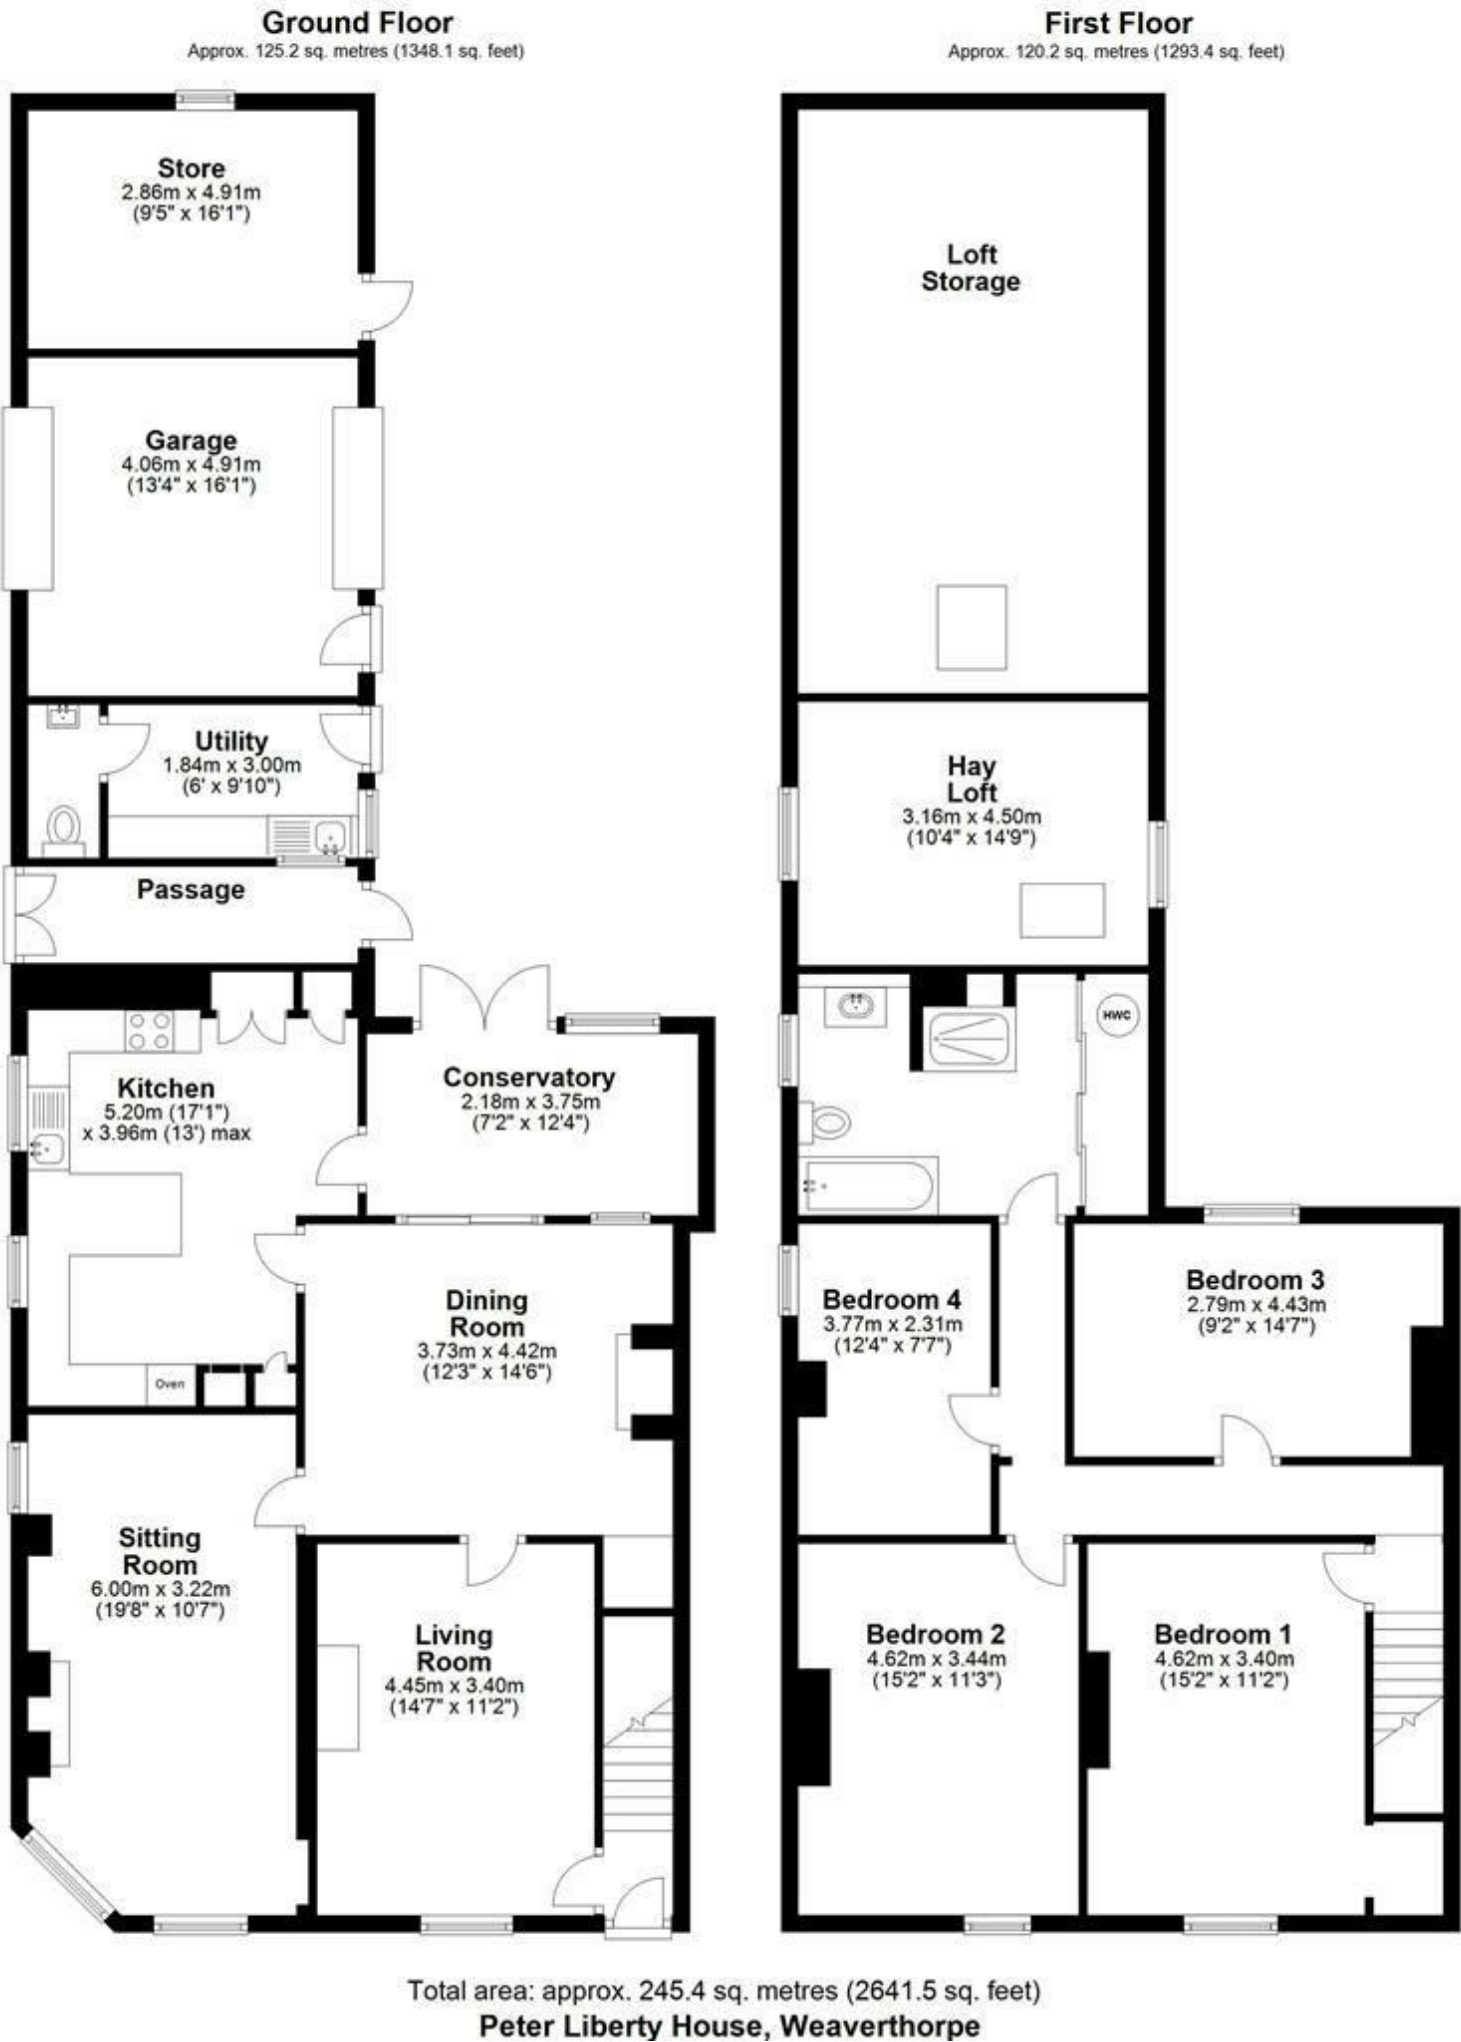 Ground Floor
Approx. 125.2 sq. metres (1348.1 sq. feet)
Store
2.86m x 4.91m
(9'5" x 16'1")
Garage
4.06m x 4.91m
(13'4" x 16'1")
Utility
1.84m x 3.00m
(6' x 9'10")
Passage
Kitchen
5.20m (17'1")
x 3.96m (13') max
Conservatory
2.18m x 3.75m
(7'2" x 12'4")
Dining
Room
3.73m x 4.42m
(12'3" x 14'6")
Oven
Sitting
Room
6.00m x 3.22m
(19'8" x 10'7")
Living
Room
4.45m x 3.40m
(14'7" x 11'2")
First Floor
Approx. 120.2 sq. metres (1293.4 sq. feet)
Loft
Storage
Hay
Loft
3.16m x 4.50m
(10'4" x 14'9")
HWC
Bedroom 4
3.77m x 2.31m
(12'4" x 7'7")
Bedroom 3
2.79m x 4.43m
(9'2" x 14'7")
Bedroom 2
4.62m x 3.44m
(15'2" x 11'3")
Bedroom 1
4.62m x 3.40m
(15'2" x 11'2")
Total area: approx. 245.4 sq. metres (2641.5 sq. feet)
Peter Liberty House, Weaverthorpe